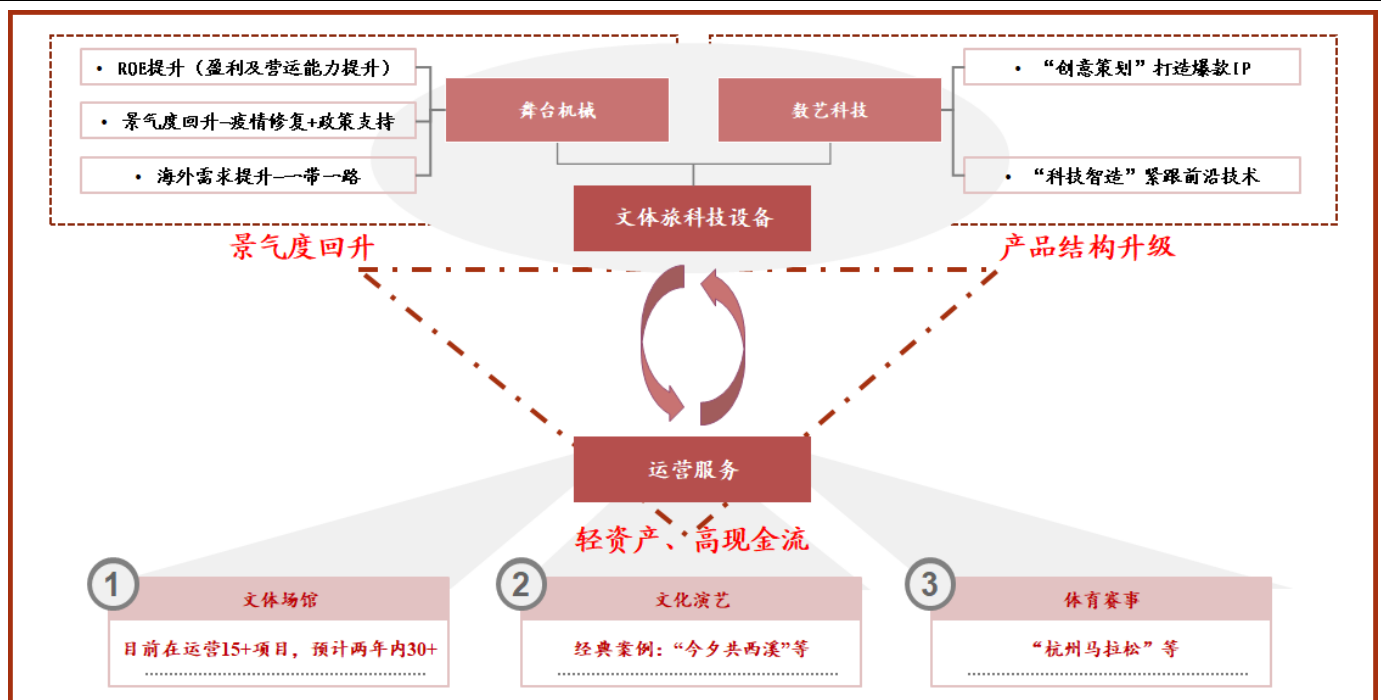 • ROE提升（盈利及营运能力提升）
• 景气度回升—疫情修复+政策支持
• 海外需求提升—一带一路
舞台机械
数艺科技
• “创意策划”打造爆款IP
• “科技智造”紧跟前沿技术
文体旅科技设备
景气度回升
产品结构升级
运营服务
轻资产、高现金流
1
文体场馆
目前在运营15+项目，预计两年内30+
2
文化演艺
经典案例：“今夕共西溪”等
3
体育赛事
“杭州马拉松”等